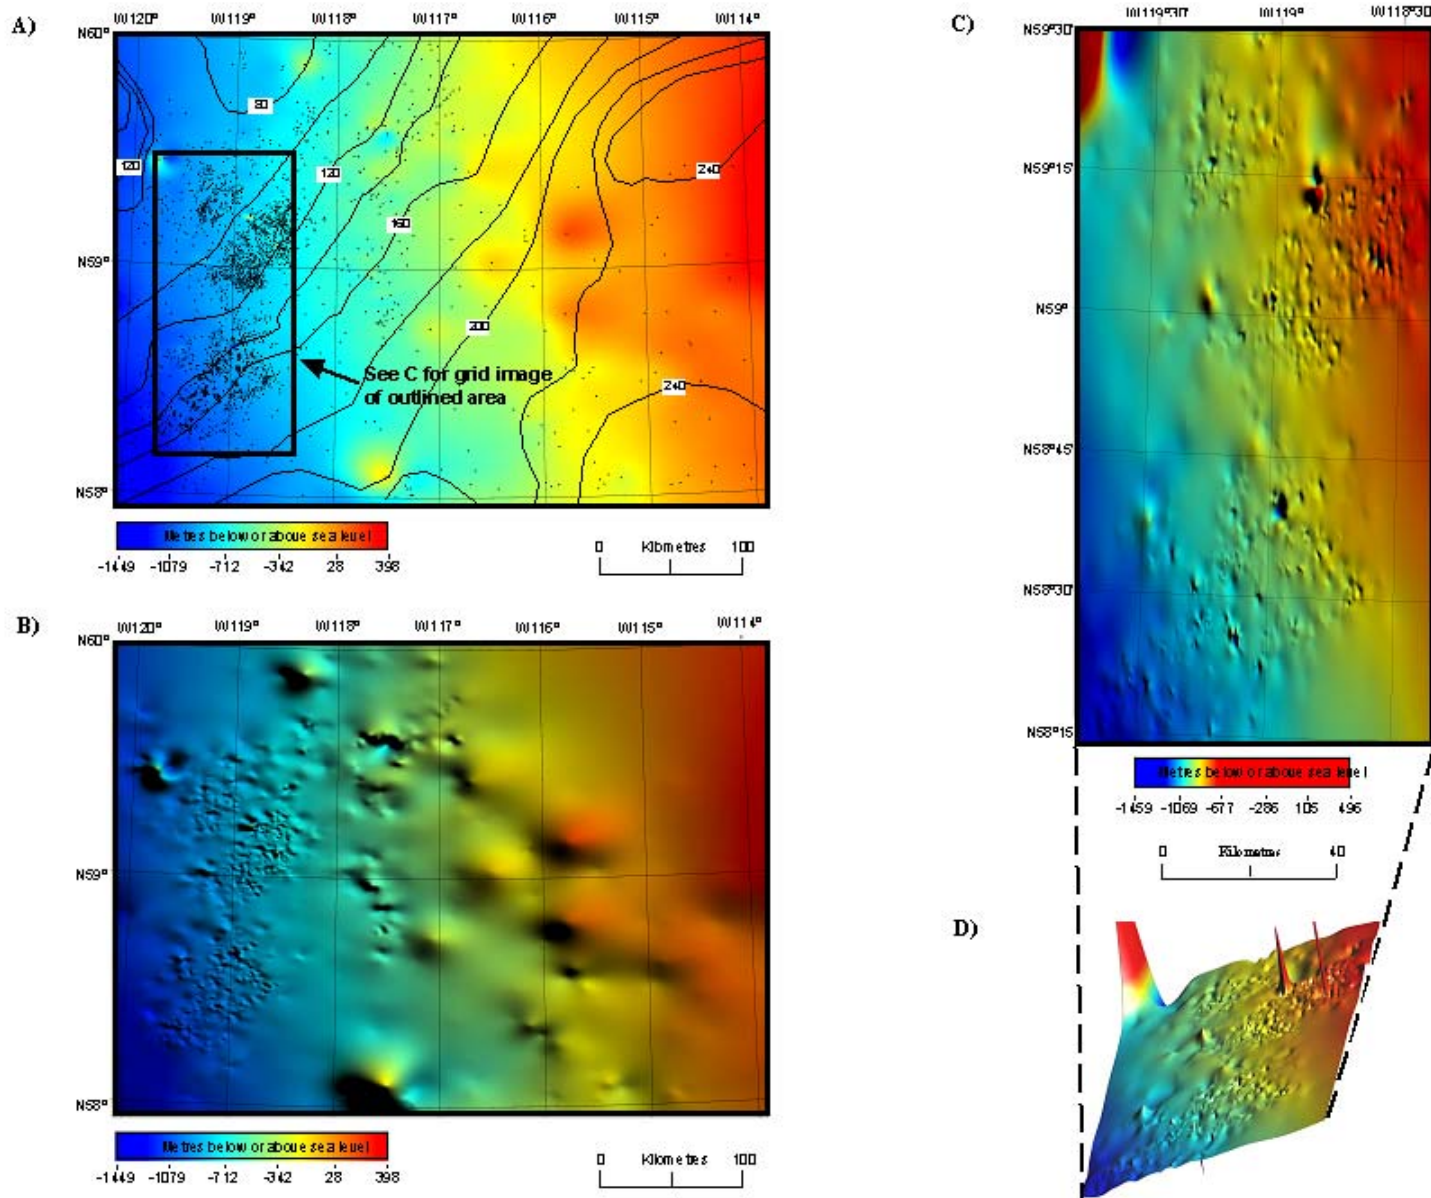 A)
W120° W119° W118° W117° W116° W115° W114°
N60°
80
120
120
160
240
N59°
200
240
See C for grid image
of outlined area
N58°
Metres below or above sea level
-1449 -1079 -712 -342 28 398
0 Kilometres 100
B)
W120° W119° W118° W117° W116° W115° W114°
N60°
N59°
N58°
Metres below or above sea level
-1449 -1079 -712 -342 28 398
0 Kilometres 100
C)
W119°30' W119° W118°30'
N59°30'
N59°15'
N59°
N58°45'
N58°30'
N58°15'
Metres below or above sea level
-1459 -1069 -677 -286 105 496
0 Kilometres 40
D)